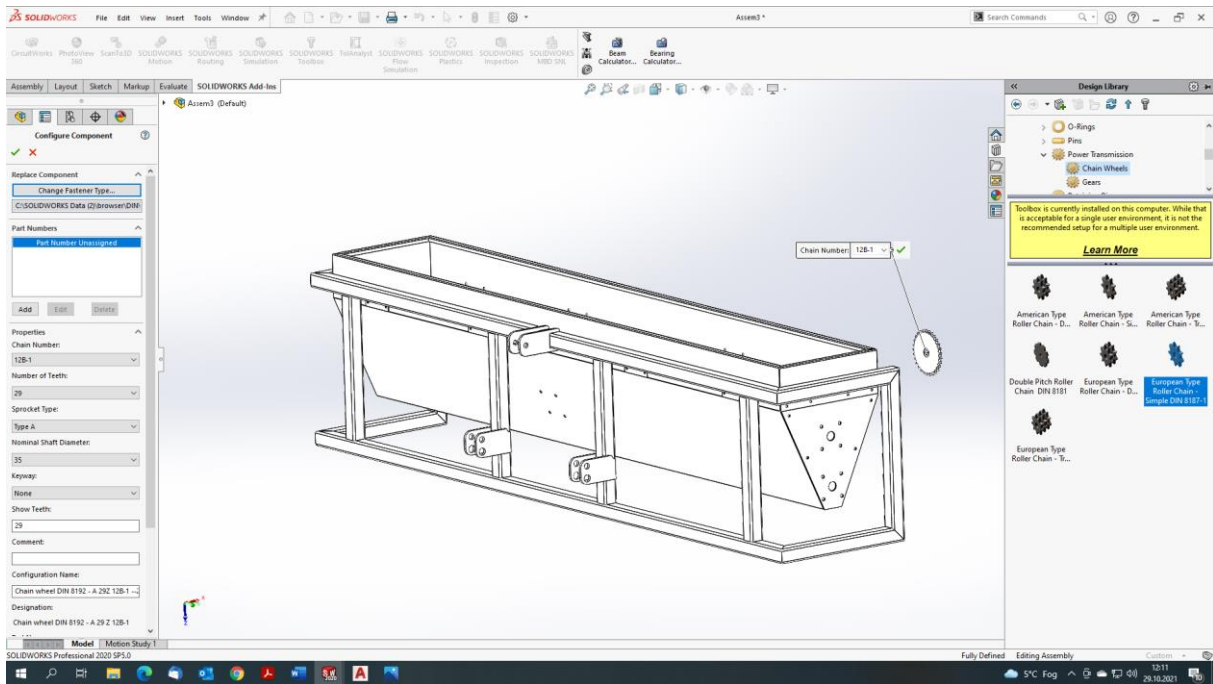 SOLIDWORKS File Edit View Insert Tools Window
Assem3 *
Search Commands
CircuitWorks
PhotoView 360
ScanTo3D
SOLIDWORKS Motion
SOLIDWORKS Routing
SOLIDWORKS Simulation
SOLIDWORKS Toolbox
TolAnalyst
SOLIDWORKS Flow Simulation
SOLIDWORKS Plastics
SOLIDWORKS Inspection
SOLIDWORKS MBD SNL
Beam Calculator...
Bearing Calculator...
Assembly Layout Sketch Markup Evaluate SOLIDWORKS Add-Ins
Assem3 (Default)
Configure Component
Replace Component
Change Fastener Type...
C:\SOLIDWORKS Data (2)\browser\DIN\
Part Numbers
Part Number Unassigned
Add Edit Delete
Properties
Chain Number:
12B-1
Number of Teeth:
29
Sprocket Type:
Type A
Nominal Shaft Diameter:
35
Keyway:
None
Show Teeth:
29
Comment:
Configuration Name:
Chain wheel DIN 8192 - A 29Z 12B-1
Designation:
Chain wheel DIN 8192 - A 29 Z 12B-1
Chain Number: 12B-1
Design Library
O-Rings
Pins
Power Transmission
Chain Wheels
Gears
Toolbox is currently installed on this computer. While that
is acceptable for a single user environment, it is not the
recommended setup for a multiple user environment.
Learn More
American Type
Roller Chain - D...
American Type
Roller Chain - Si...
American Type
Roller Chain - Tr...
Double Pitch Roller
Chain DIN 8181
European Type
Roller Chain - D...
European Type
Roller Chain -
Simple DIN 8187-1
European Type
Roller Chain - Tr...
Model Motion Study 1
SOLIDWORKS Professional 2020 SP5.0
Fully Defined Editing Assembly Custom
5°C Fog
12:11
29.10.2021